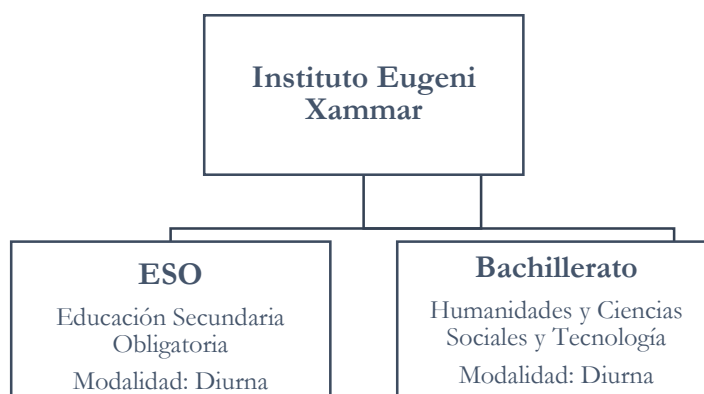 Instituto Eugeni
Xammar
ESO
Educación Secundaria
Obligatoria
Modalidad: Diurna
Bachillerato
Humanidades y Ciencias
Sociales y Tecnología
Modalidad: Diurna